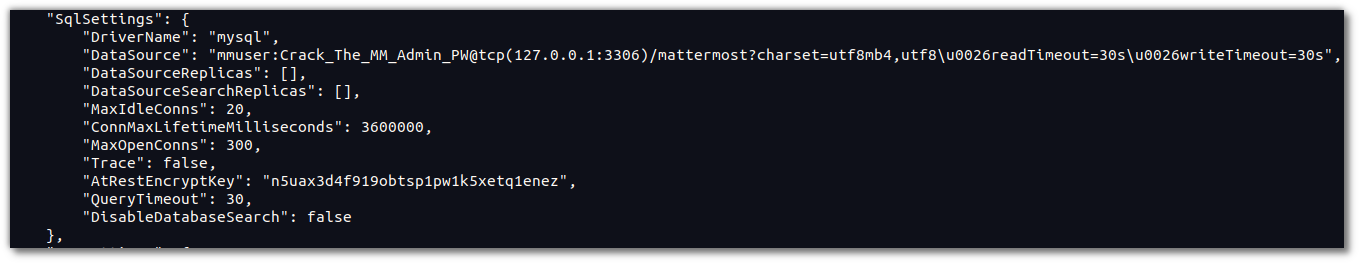 "SqlSettings": {
"DriverName": "mysql",
"DataSource": "mmuser:Crack_The_MM_Admin_PW@tcp(127.0.0.1:3306)/mattermost?charset=utf8mb4,utf8\u0026readTimeout=30s\u0026writeTimeout=30s",
"DataSourceReplicas": [],
"DataSourceSearchReplicas": [],
"MaxIdleConns": 20,
"ConnMaxLifetimeMilliseconds": 3600000,
"MaxOpenConns": 300,
"Trace": false,
"AtRestEncryptKey": "n5uax3d4f919obtsp1pw1k5xetq1enez",
"QueryTimeout": 30,
"DisableDatabaseSearch": false
},